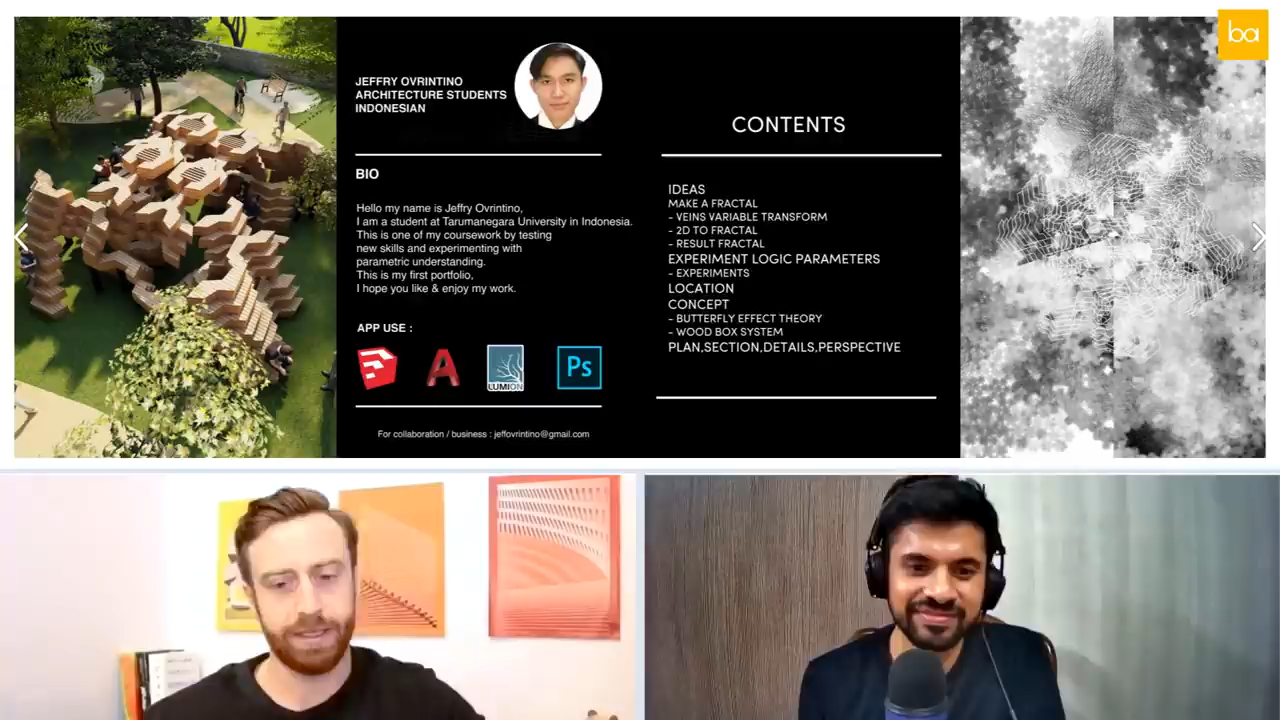 ba
JEFFRY OVRINTINO
ARCHITECTURE STUDENTS
INDONESIAN
BIO
Hello my name is Jeffry Ovrintino,
I am a student at Tarumanegara University in Indonesia.
This is one of my coursework by testing
new skills and experimenting with
parametric understanding.
This is my first portfolio,
I hope you like & enjoy my work.
APP USE :
LUMION
Ps
For collaboration / business : jeffovrintino@gmail.com
CONTENTS
IDEAS
MAKE A FRACTAL
- VEINS VARIABLE TRANSFORM
- 2D TO FRACTAL
- RESULT FRACTAL
EXPERIMENT LOGIC PARAMETERS
- EXPERIMENTS
LOCATION
CONCEPT
- BUTTERFLY EFFECT THEORY
- WOOD BOX SYSTEM
PLAN,SECTION,DETAILS,PERSPECTIVE